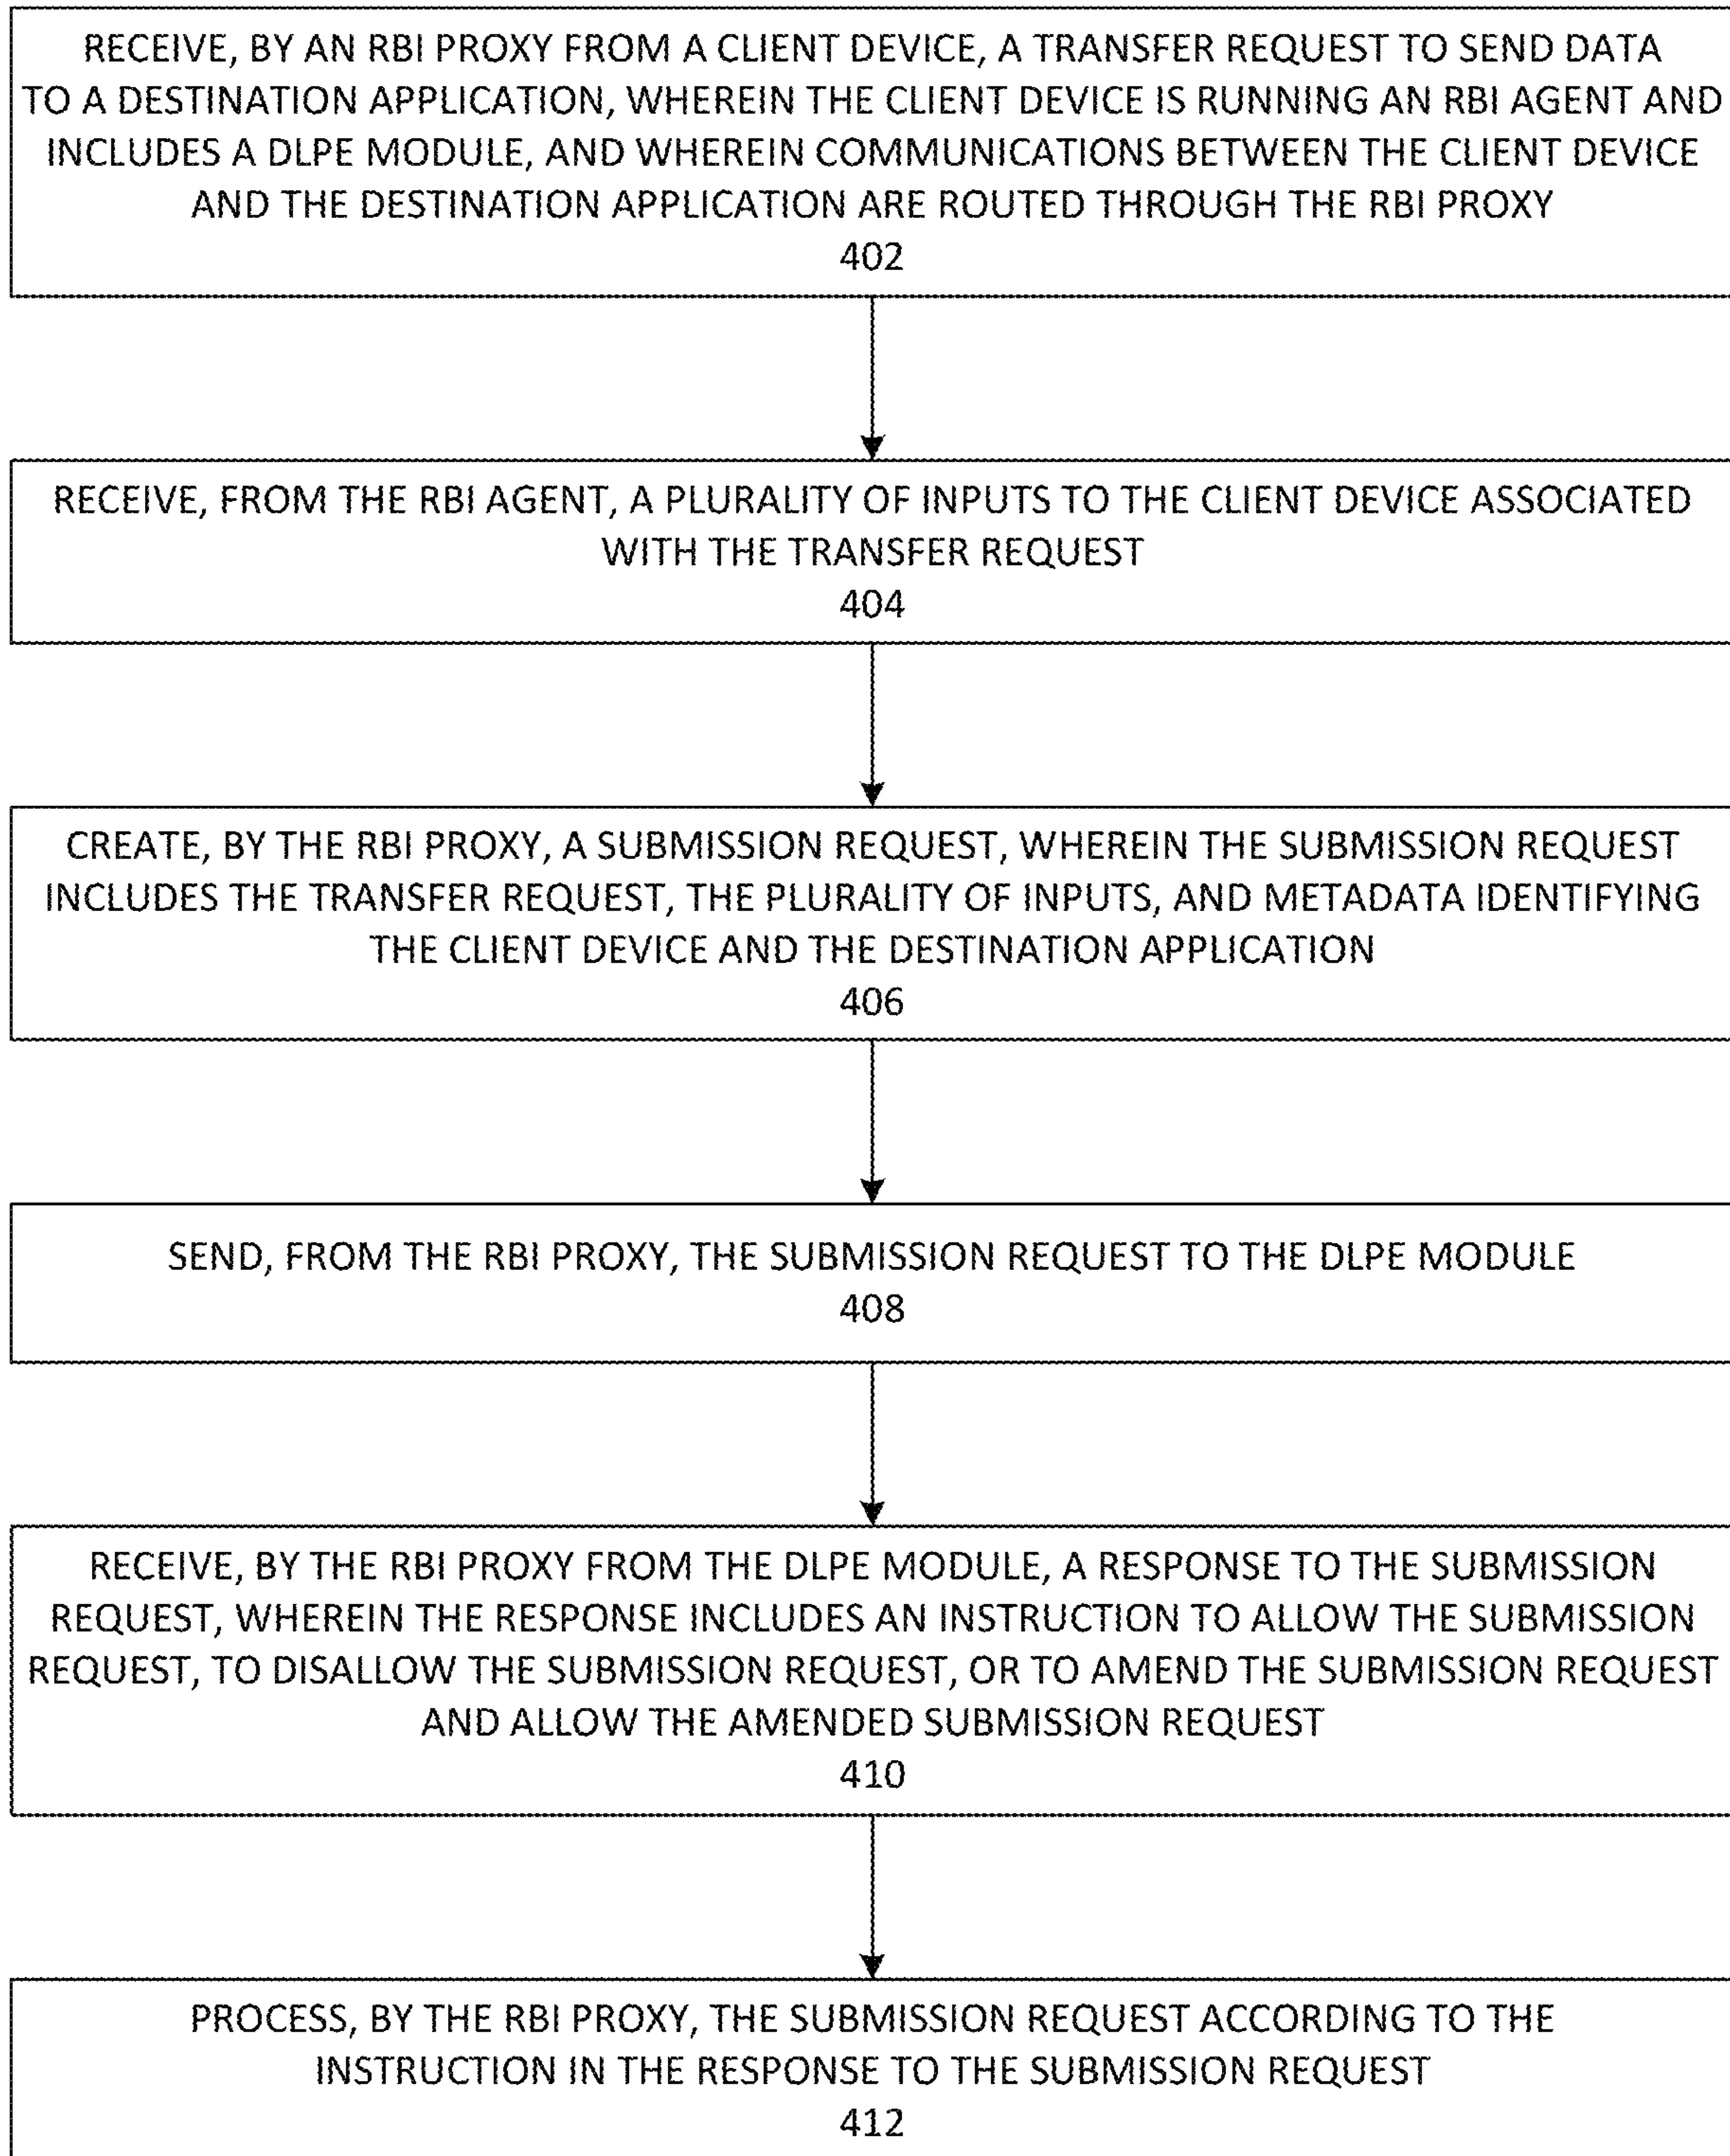 RECEIVE, BY AN RBI PROXY FROM A CLIENT DEVICE, A TRANSFER REQUEST TO SEND DATA
TO A DESTINATION APPLICATION, WHEREIN THE CLIENT DEVICE IS RUNNING AN RBI AGENT AND
INCLUDES A DLPE MODULE, AND WHEREIN COMMUNICATIONS BETWEEN THE CLIENT DEVICE
AND THE DESTINATION APPLICATION ARE ROUTED THROUGH THE RBI PROXY
402
RECEIVE, FROM THE RBI AGENT, A PLURALITY OF INPUTS TO THE CLIENT DEVICE ASSOCIATED
WITH THE TRANSFER REQUEST
404
CREATE, BY THE RBI PROXY, A SUBMISSION REQUEST, WHEREIN THE SUBMISSION REQUEST
INCLUDES THE TRANSFER REQUEST, THE PLURALITY OF INPUTS, AND METADATA IDENTIFYING
THE CLIENT DEVICE AND THE DESTINATION APPLICATION
406
SEND, FROM THE RBI PROXY, THE SUBMISSION REQUEST TO THE DLPE MODULE
408
RECEIVE, BY THE RBI PROXY FROM THE DLPE MODULE, A RESPONSE TO THE SUBMISSION
REQUEST, WHEREIN THE RESPONSE INCLUDES AN INSTRUCTION TO ALLOW THE SUBMISSION
REQUEST, TO DISALLOW THE SUBMISSION REQUEST, OR TO AMEND THE SUBMISSION REQUEST
AND ALLOW THE AMENDED SUBMISSION REQUEST
410
PROCESS, BY THE RBI PROXY, THE SUBMISSION REQUEST ACCORDING TO THE
INSTRUCTION IN THE RESPONSE TO THE SUBMISSION REQUEST
412